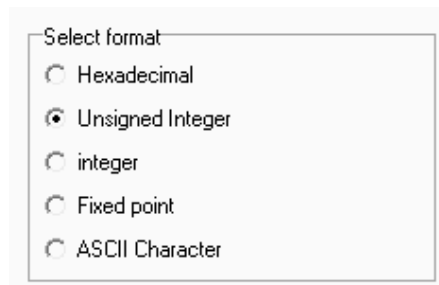 Select format
Hexadecimal
Unsigned Integer
integer
Fixed point
ASCII Character